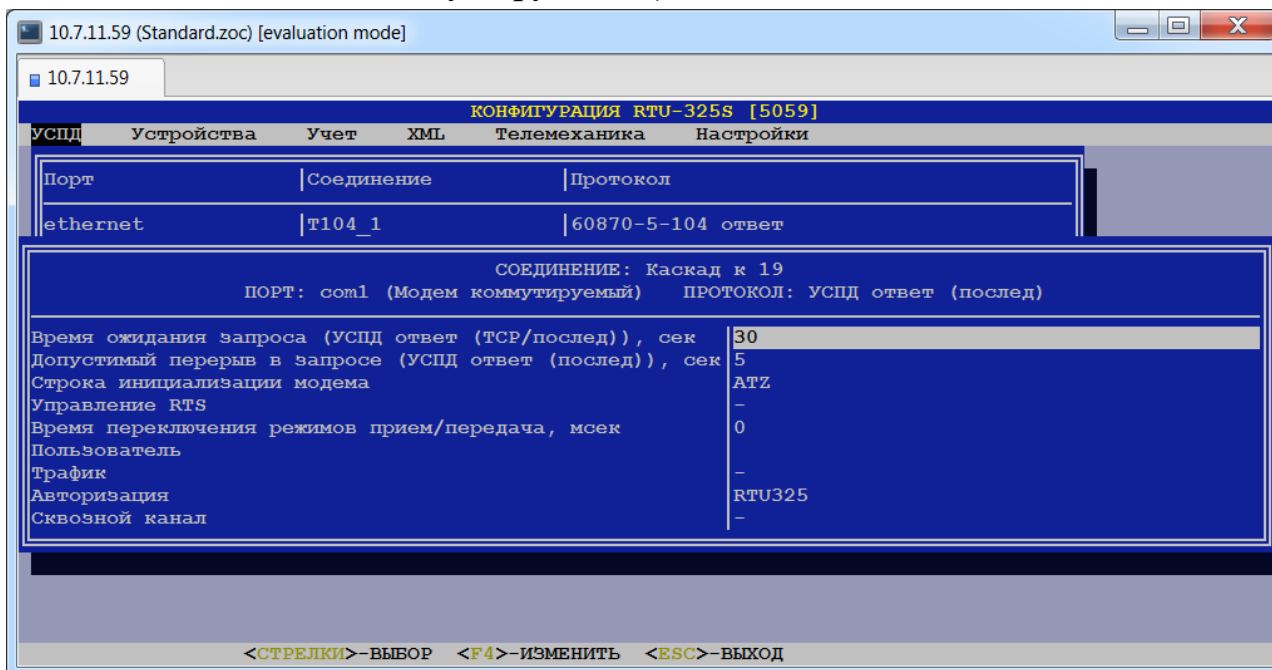 10.7.11.59 (Standard.zoc) [evaluation mode]
10.7.11.59
КОНФИГУРАЦИЯ RTU-325S [5059]
УСПД Устройства Учет XML Телемеханика Настройки
Порт Соединение Протокол
ethernet T104_1 60870-5-104 ответ
СОЕДИНЕНИЕ: Каскад к 19
ПОРТ: com1 (Модем коммутируемый) ПРОТОКОЛ: УСПД ответ (послед)
Время ожидания запроса (УСПД ответ (TCP/послед)), сек 30
Допустимый перерыв в запросе (УСПД ответ (послед)), сек 5
Строка инициализации модема ATZ
Управление RTS -
Время переключения режимов прием/передача, мсек 0
Пользователь
Трафик -
Авторизация RTU325
Сквозной канал -
<СТРЕЛКИ>-ВЫБОР <F4>-ИЗМЕНИТЬ <ESC>-ВЫХОД